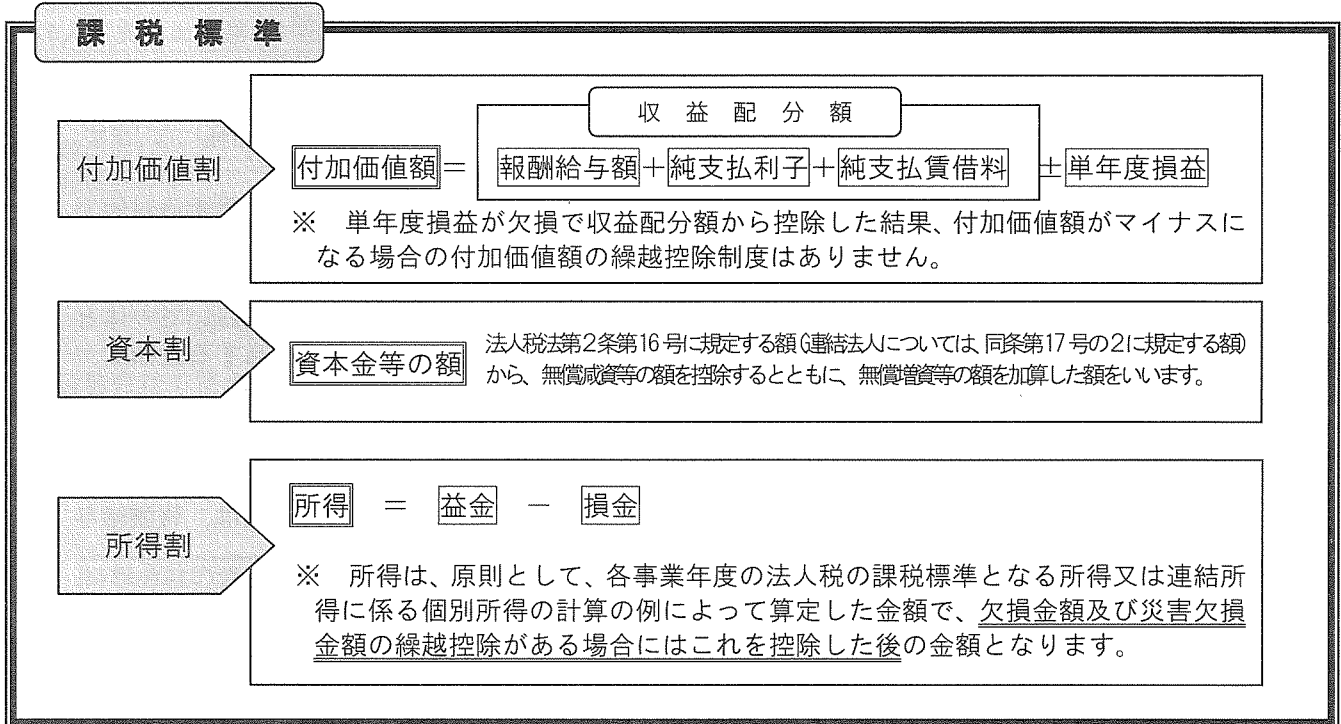 課税標準
付加価値割
収益配分額
付加価値額＝報酬給与額＋純支払利子＋純支払賃借料±単年度損益
※　単年度損益が欠損で収益配分額から控除した結果、付加価値額がマイナスに
なる場合の付加価値額の繰越控除制度はありません。
資本割
資本金等の額
法人税法第2条第16号に規定する額（連結法人については、同条第17号の2に規定する額）
から、無償減資等の額を控除するとともに、無償増資等の額を加算した額をいいます。
所得割
所得　＝　益金　－　損金
※　所得は、原則として、各事業年度の法人税の課税標準となる所得又は連結所
得に係る個別所得の計算の例によって算定した金額で、欠損金額及び災害欠損
金額の繰越控除がある場合にはこれを控除した後の金額となります。